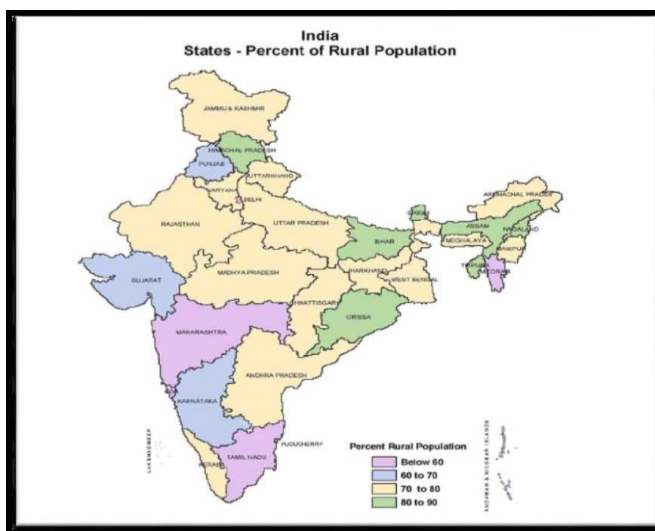 India
States - Percent of Rural Population
JAMMU & KASHMIR
HIMACHAL PRADESH
PUNJAB
UTTARKHAND
HARYANA
DELHI
ARUNACHAL PRADES
RAJASTHAN
UTTAR PRADESH
SIKKIM
ASSAM
NAGALAND
BIHAR
MEGHALAYA
MANIPUR
GUJARAT
MADHYA PRADESH
JHARKHAND
WEST BENGAL
TRIPURA
MIZORAM
CHHATTISGARH
ORISSA
MAHARASHTRA
ANDHRA PRADESH
GOA
KARNATAKA
LAKSHADWEEP
PUDUCHERRY
ANDAMAN & NICOBAR ISLANDS
KERALA
TAMIL NADU
Percent Rural Population
Below 60
60 to 70
70 to 80
80 to 90